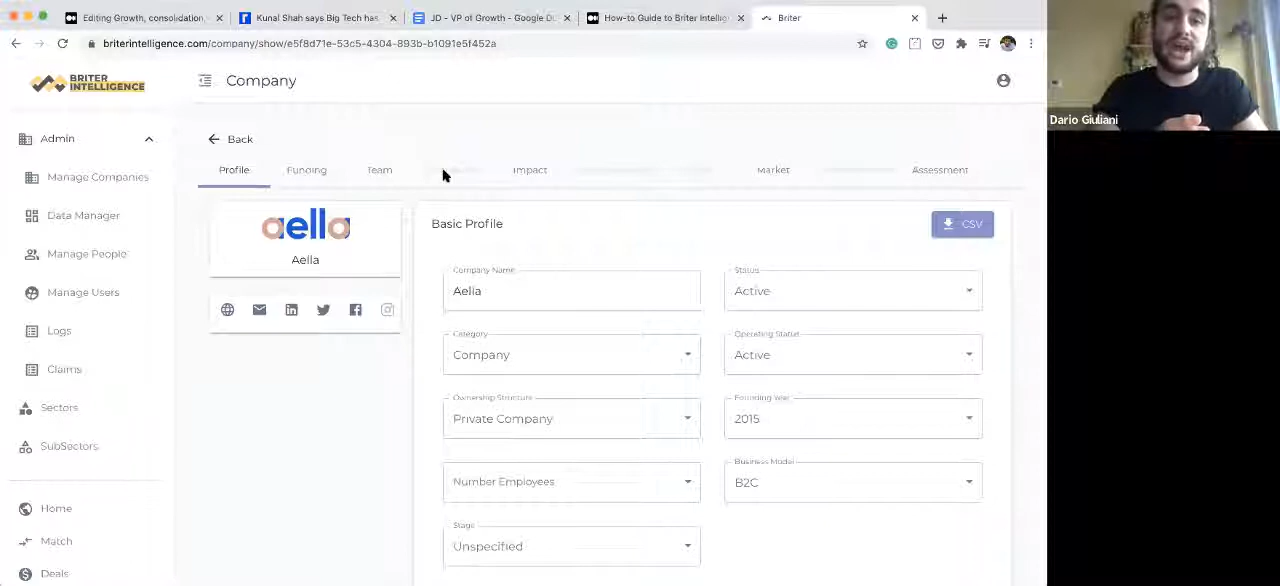 Editing Growth, consolidation,
Kunal Shah says Big Tech has
JD - VP of Growth - Google Do
How-to Guide to Briter Intellige
Briter
briterintelligence.com/company/show/e5f8d71e-53c5-4304-893b-b1091e5f452a
BRITER
INTELLIGENCE
Company
Dario Giuliani
Admin
Back
Manage Companies
Profile
Funding
Team
Impact
Market
Assessment
Data Manager
aella
Basic Profile
CSV
Manage People
Aella
Manage Users
Company Name
Aella
Status
Active
Logs
Category
Company
Operating Status
Active
Claims
Sectors
Ownership Structure
Private Company
Founding Year
2015
SubSectors
Number Employees
Business Model
B2C
Home
Stage
Unspecified
Match
Deals